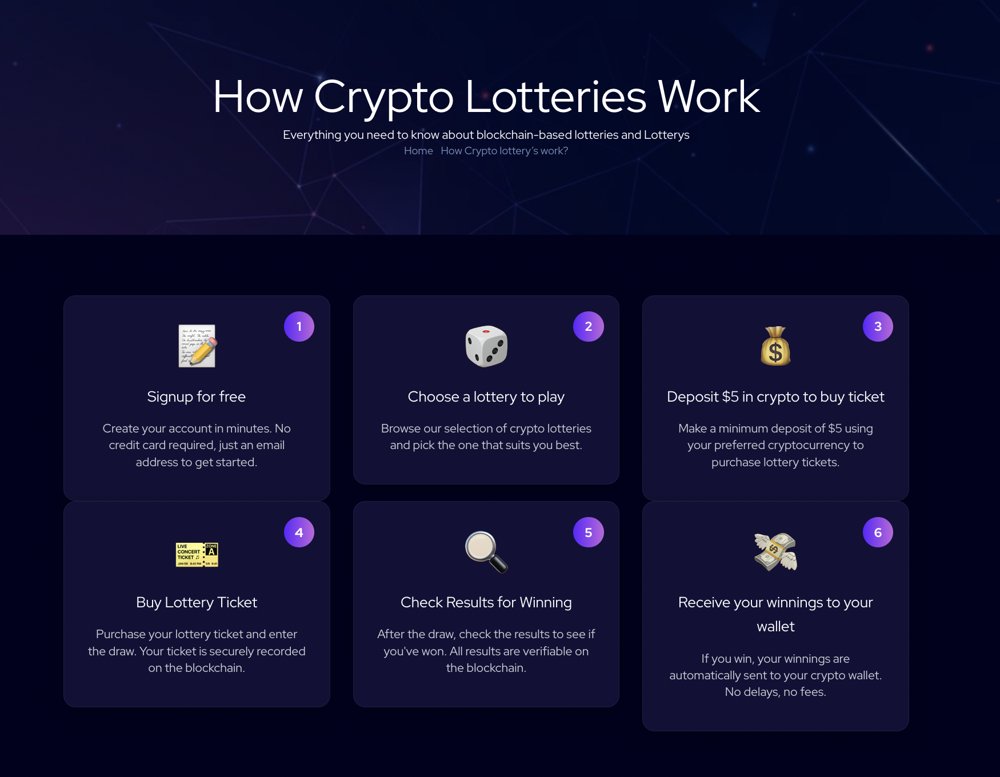 How Crypto Lotteries Work
Everything you need to know about blockchain-based lotteries and Lotterys
Home How Crypto lottery’s work?
1
Signup for free
Create your account in minutes. No
credit card required, just an email
address to get started.
2
Choose a lottery to play
Browse our selection of crypto lotteries
and pick the one that suits you best.
3
$
Deposit $5 in crypto to buy ticket
Make a minimum deposit of $5 using
your preferred cryptocurrency to
purchase lottery tickets.
4
LIVE
CONCERT
TICKET ♫
ZONE
A
JAN 09 9:41 PM
1/9 9:41
Buy Lottery Ticket
Purchase your lottery ticket and enter
the draw. Your ticket is securely recorded
on the blockchain.
5
Check Results for Winning
After the draw, check the results to see if
you've won. All results are verifiable on
the blockchain.
6
$
Receive your winnings to your
wallet
If you win, your winnings are
automatically sent to your crypto wallet.
No delays, no fees.